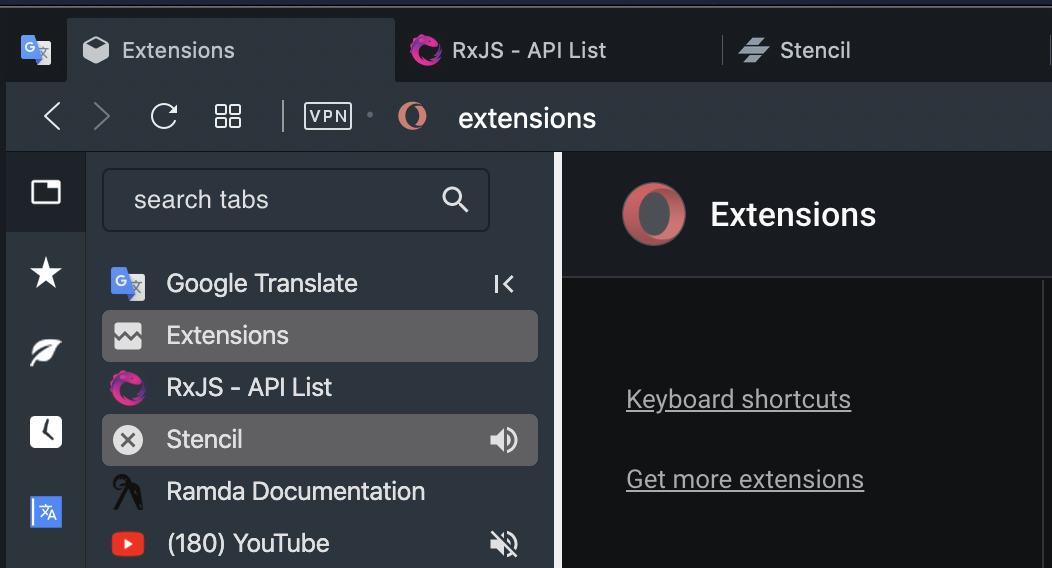 Extensions
RxJS - API List
Stencil
VPN
extensions
search tabs
Extensions
Google Translate
Extensions
RxJS - API List
Stencil
Ramda Documentation
(180) YouTube
Keyboard shortcuts
Get more extensions